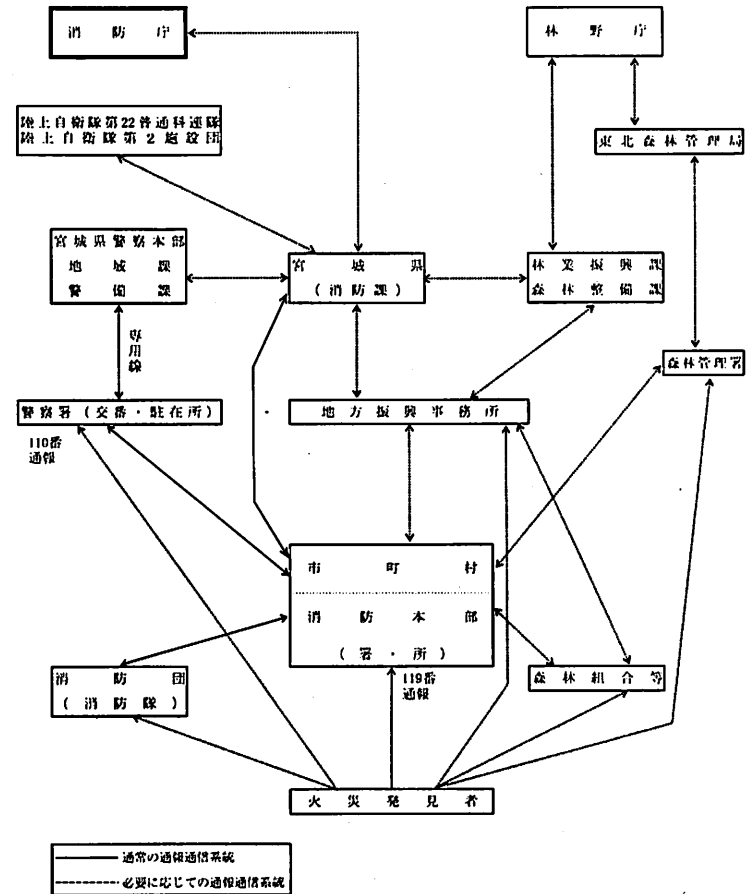 消防庁
林野庁
陸上自衛隊第22普通科連隊
陸上自衛隊第2施設団
東北森林管理局
宮城県警察本部
地域課
警備課
宮城県
(消防課)
林業振興課
森林整備課
専用線
森林管理署
警察署(交番・駐在所)
地方振興事務所
110番
通報
市町村
消防本部
(署・所)
消防団
(消防隊)
119番
通報
森林組合等
火災発見者
通常の通報通信系統
必要に応じての通報通信系統